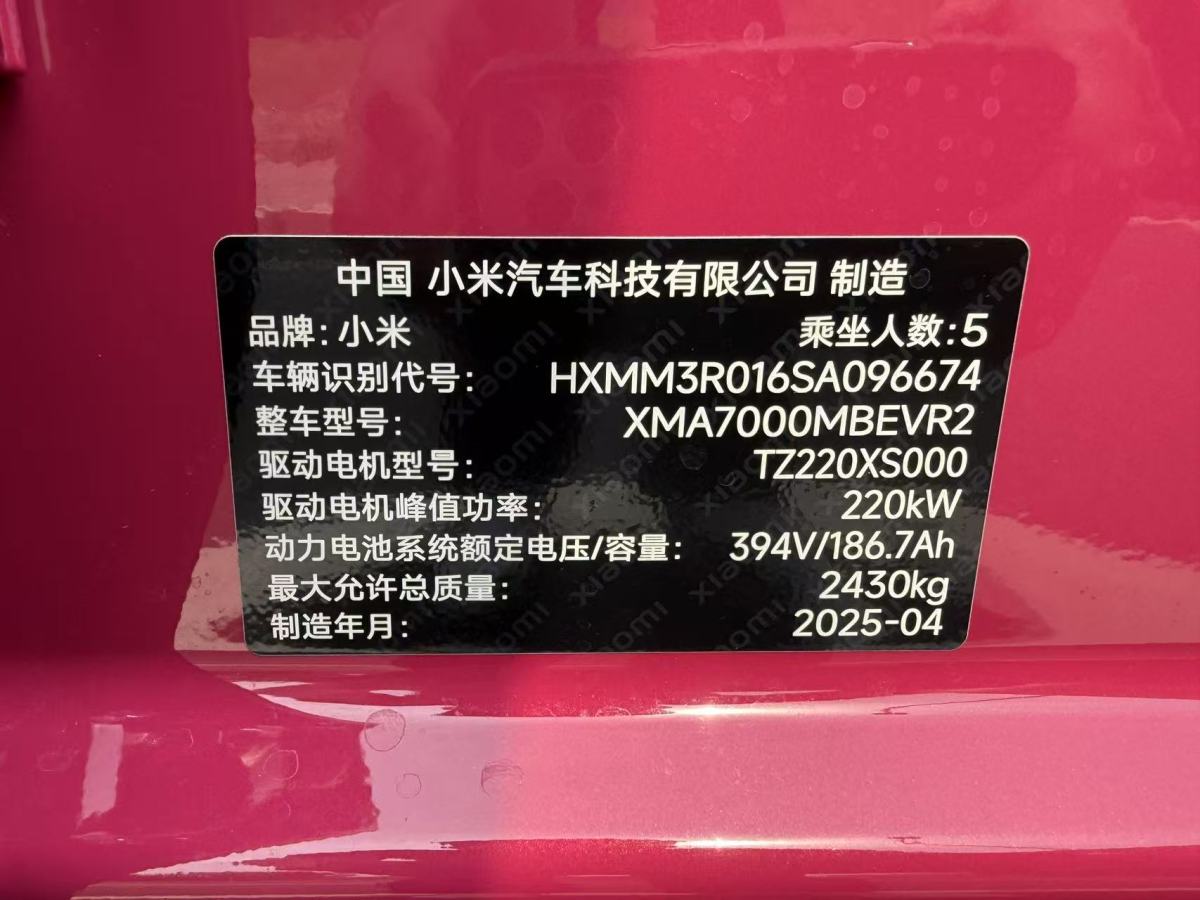 中国 小米汽车科技有限公司 制造
品牌: 小米 乘坐人数:5
车辆识别代号: HXMM3R016SA096674
整车型号: XMA7000MBEVR2
驱动电机型号: TZ220XS000
驱动电机峰值功率: 220kW
动力电池系统额定电压/容量: 394V/186.7Ah
最大允许总质量: 2430kg
制造年月: 2025-04